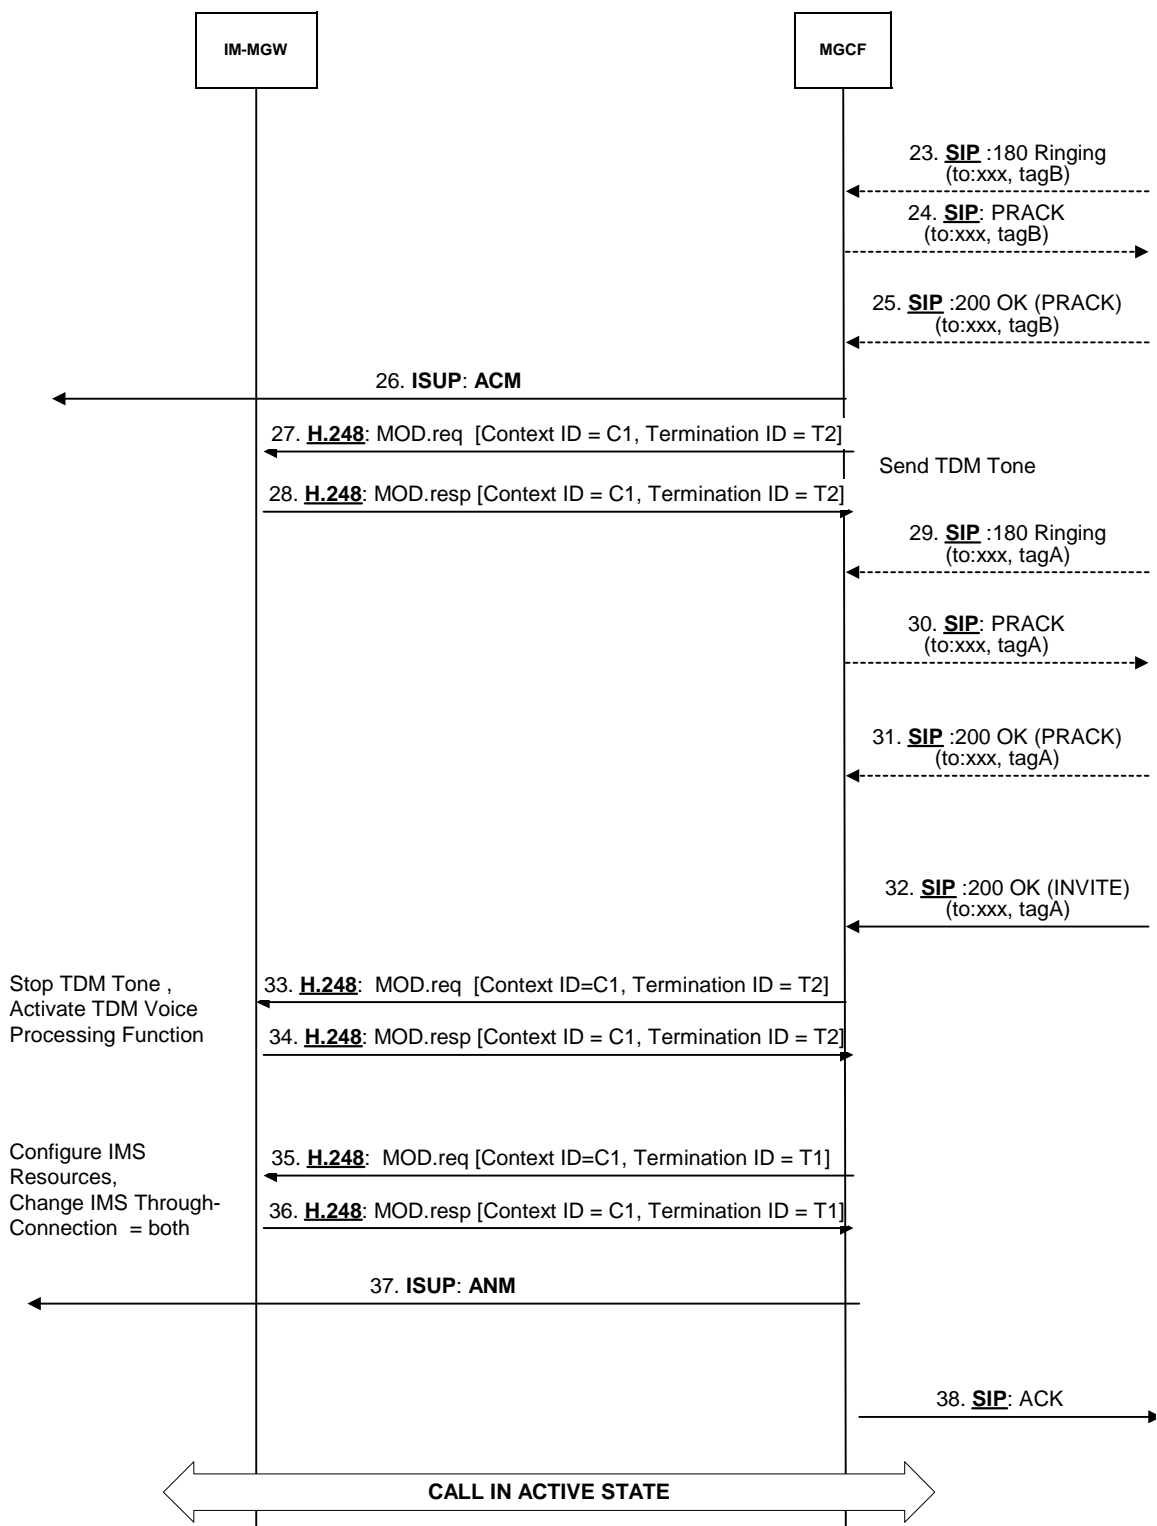 IM-MGW
MGCF
23. SIP :180 Ringing
(to:xxx, tagB)
24. SIP: PRACK
(to:xxx, tagB)
25. SIP :200 OK (PRACK)
(to:xxx, tagB)
26. ISUP: ACM
27. H.248: MOD.req [Context ID = C1, Termination ID = T2]
Send TDM Tone
28. H.248: MOD.resp [Context ID = C1, Termination ID = T2]
29. SIP :180 Ringing
(to:xxx, tagA)
30. SIP: PRACK
(to:xxx, tagA)
31. SIP :200 OK (PRACK)
(to:xxx, tagA)
32. SIP :200 OK (INVITE)
(to:xxx, tagA)
Stop TDM Tone ,
Activate TDM Voice
Processing Function
33. H.248: MOD.req [Context ID=C1, Termination ID = T2]
34. H.248: MOD.resp [Context ID = C1, Termination ID = T2]
Configure IMS
Resources,
Change IMS Through-
Connection = both
35. H.248: MOD.req [Context ID=C1, Termination ID = T1]
36. H.248: MOD.resp [Context ID = C1, Termination ID = T1]
37. ISUP: ANM
38. SIP: ACK
CALL IN ACTIVE STATE